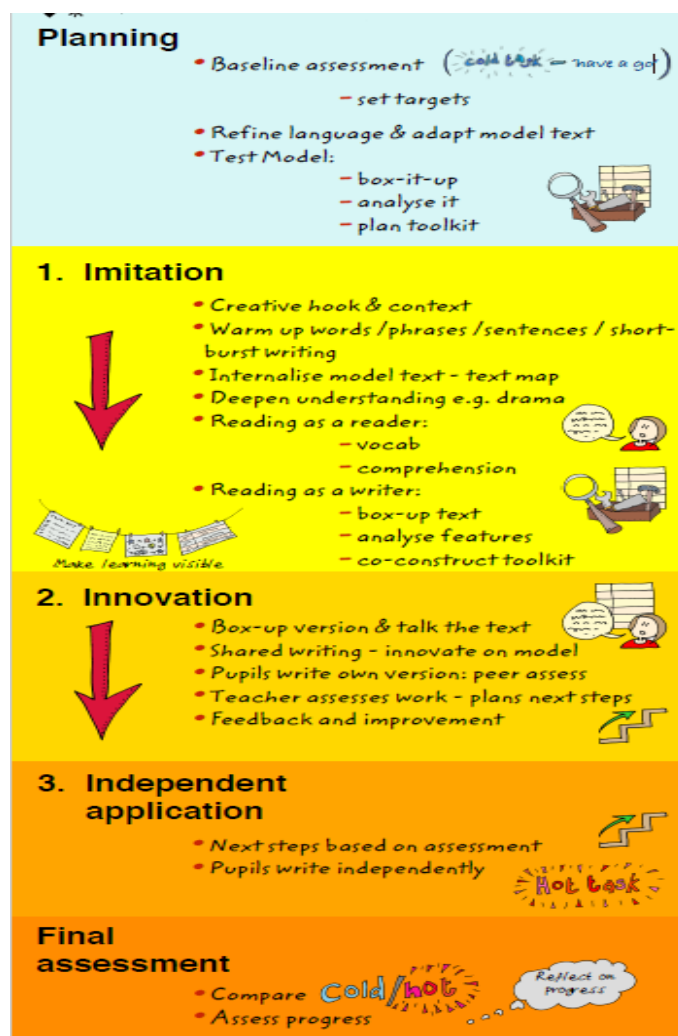 Planning
• Baseline assessment (cold task – have a go)
– set targets
• Refine language & adapt model text
• Test Model:
– box-it-up
– analyse it
– plan toolkit
1. Imitation
• Creative hook & context
• Warm up words /phrases /sentences / short-
burst writing
• Internalise model text – text map
• Deepen understanding e.g. drama
• Reading as a reader:
– vocab
– comprehension
• Reading as a writer:
– box-up text
– analyse features
– co-construct toolkit
Make learning visible
2. Innovation
• Box-up version & talk the text
• Shared writing – innovate on model
• Pupils write own version: peer assess
• Teacher assesses work – plans next steps
• Feedback and improvement
3. Independent
application
• Next steps based on assessment
• Pupils write independently
Hot task
Final
assessment
• Compare cold/hot
• Assess progress
Reflect on
progress